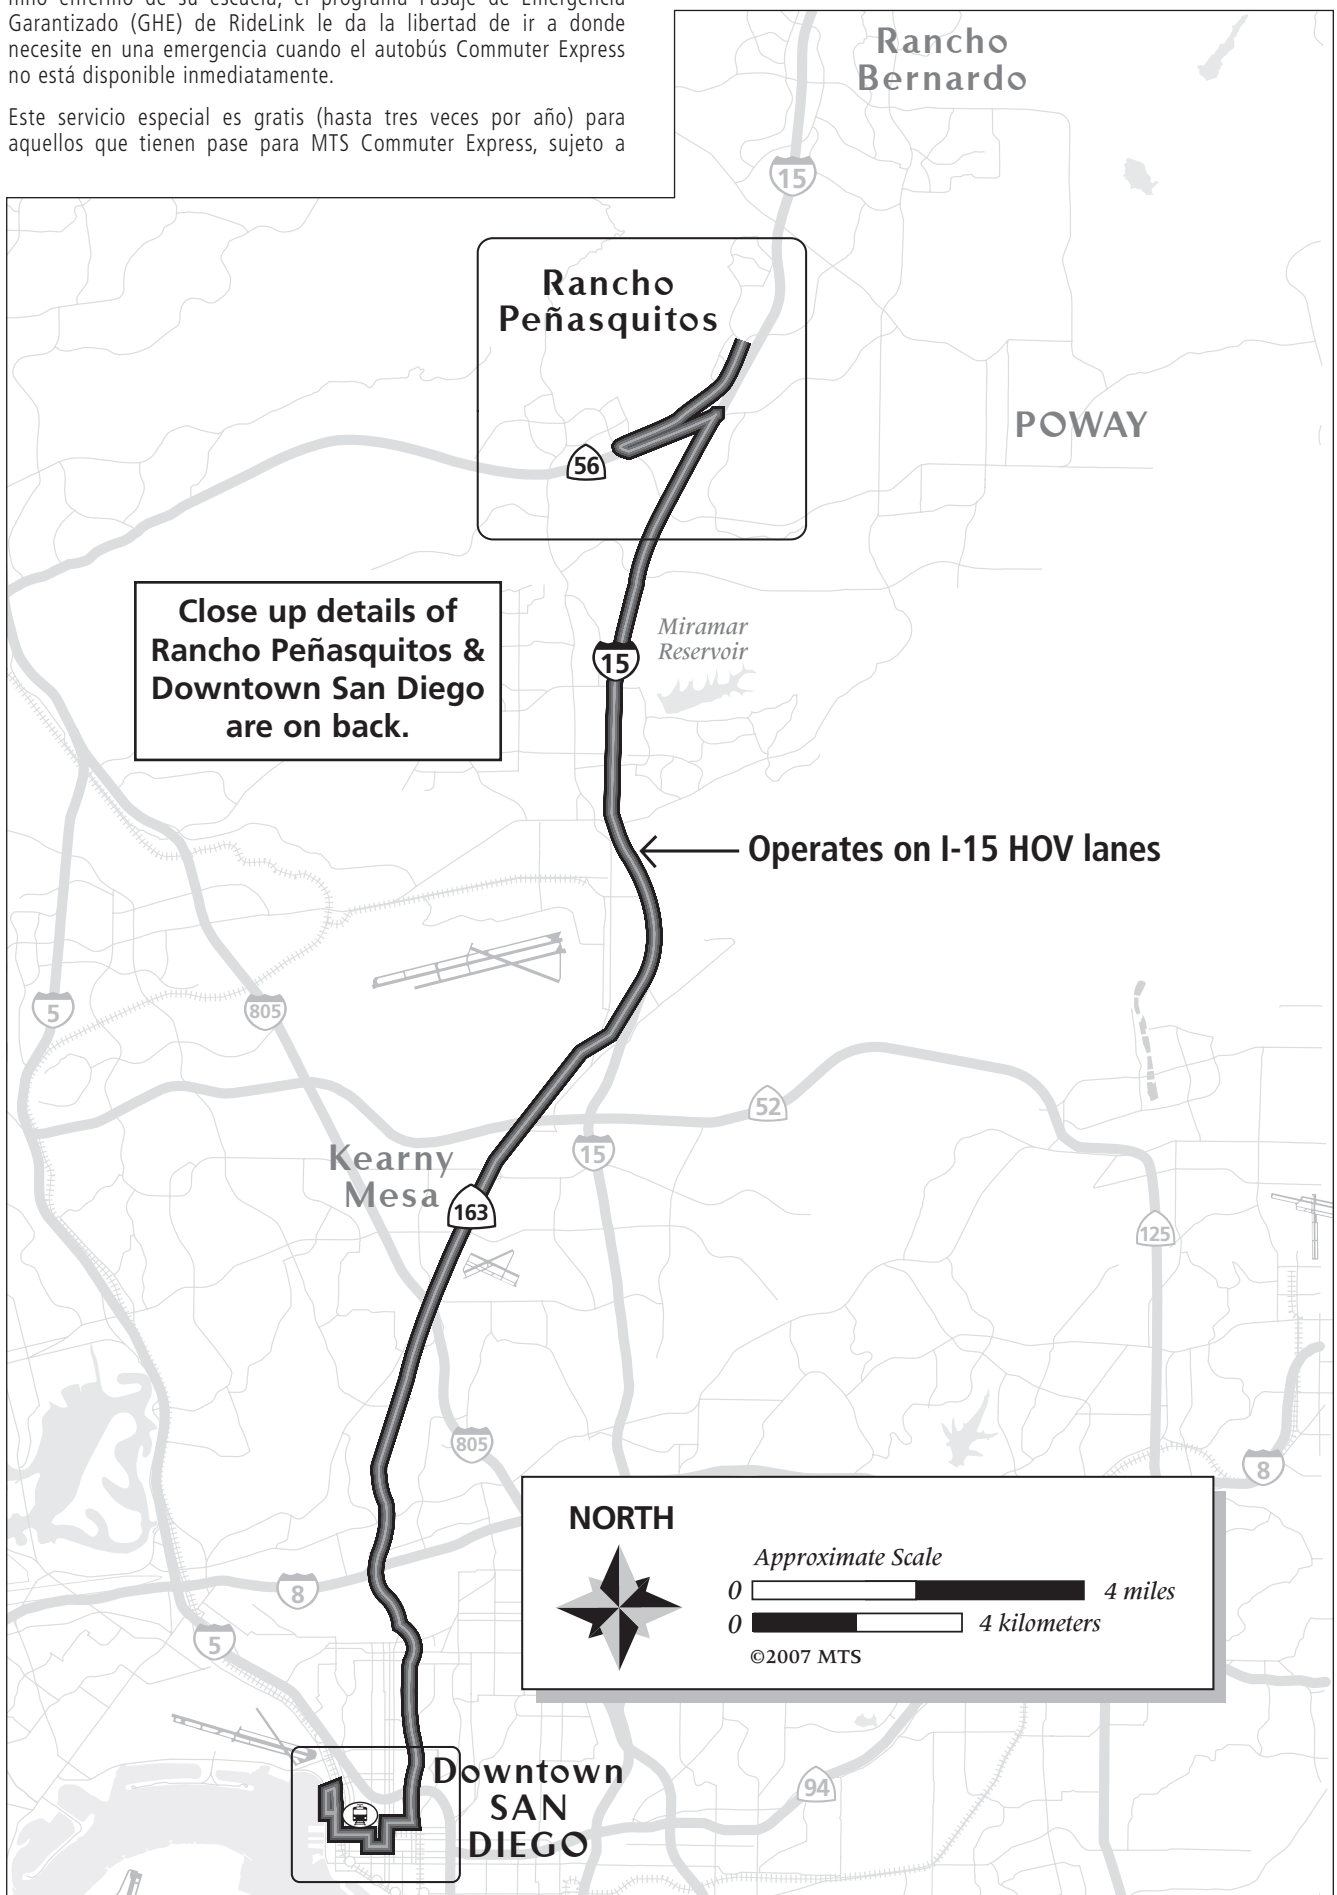 Garantizado (GHE) de RideLink le da la libertad de ir a donde
necesite en una emergencia cuando el autobús Commuter Express
no está disponible inmediatamente.
Este servicio especial es gratis (hasta tres veces por año) para
aquellos que tienen pase para MTS Commuter Express, sujeto a
Rancho
Bernardo
15
Rancho
Peñasquitos
POWAY
56
Close up details of
Rancho Peñasquitos &
Downtown San Diego
are on back.
Miramar
Reservoir
15
Operates on I-15 HOV lanes
5
805
52
15
Kearny
Mesa
163
125
805
8
NORTH
Approximate Scale
0 4 miles
0 4 kilometers
©2007 MTS
8
5
Downtown
SAN
DIEGO
94